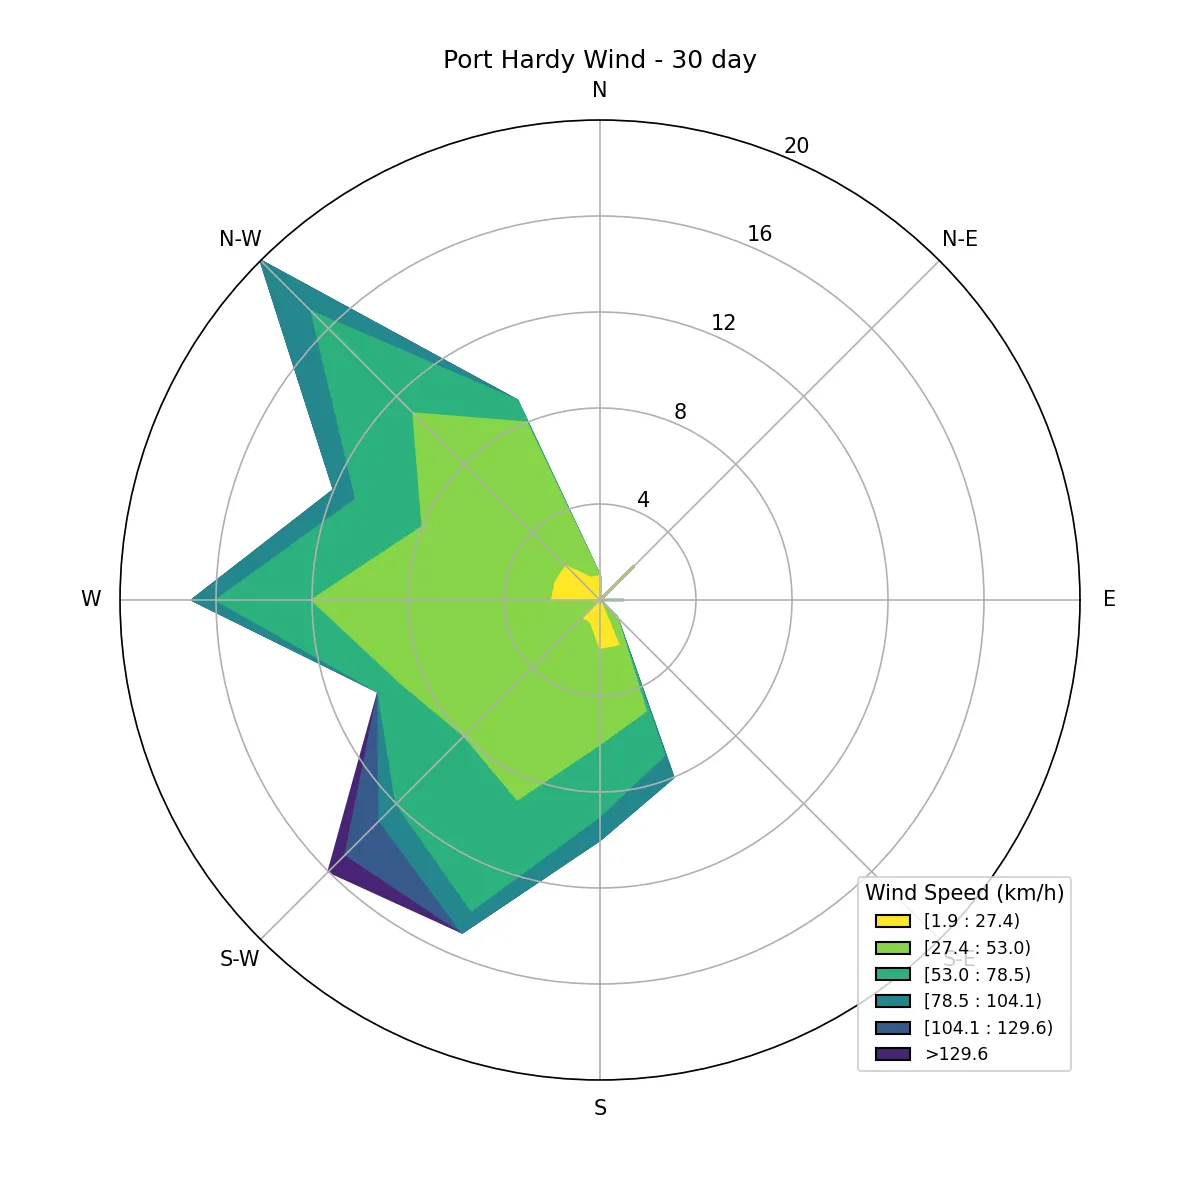 Port Hardy Wind - 30 day
N
20
N-W
N-E
16
12
8
4
W
E
S-W
S-E
S
Wind Speed (km/h)
[1.9 : 27.4)
[27.4 : 53.0)
[53.0 : 78.5)
[78.5 : 104.1)
[104.1 : 129.6)
>129.6